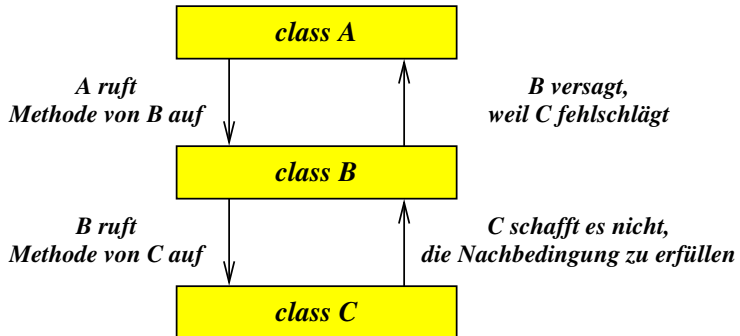 class A
A ruft
Methode von B auf
B versagt,
weil C fehlschlägt
class B
B ruft
Methode von C auf
C schafft es nicht,
die Nachbedingung zu erfüllen
class C